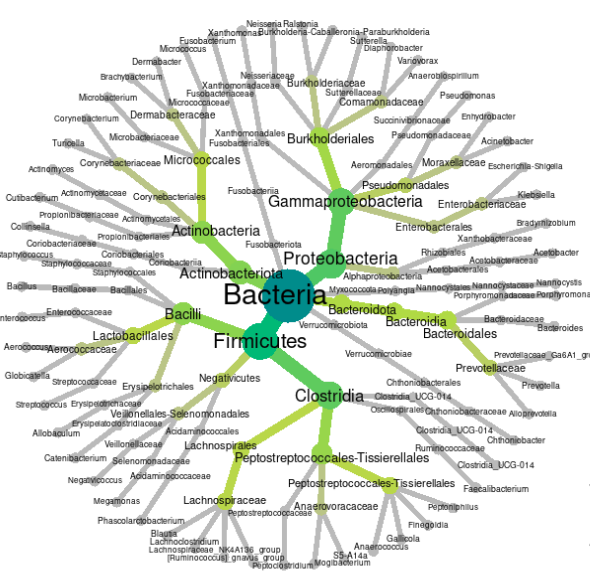 Neisseria Ralstonia
Xanthomonas
Burkholderia-Caballeronia-Paraburkholderia
Fusobacterium
Sutterella
Micrococcus
Diaphorobacter
Dermabacter
Variovorax
Brachybacterium
Neisseriaceae
Anaerobiospirillum
Xanthomonadaceae
Burkholderiaceae
Fusobacteriaceae
Sutterellaceae
Microbacterium
Micrococcaceae
Comamonadaceae
Pseudomonas
Dermabacteraceae
Corynebacterium
Succinivibrionaceae
Enhydrobacter
Xanthomonadales
Pseudomonadaceae
Microbacteriaceae
Burkholderiales
Turicella
Fusobacteriales
Acinetobacter
Corynebacteriaceae
Micrococcales
Moraxellaceae
Actinomyces
Aeromonadales
Escherichia-Shigella
Pseudomonadales
Actinomycetaceae
Fusobacteriia
Cutibacterium
Corynebacteriales
Klebsiella
Gammaproteobacteria
Enterobacteriaceae
Propionibacteriaceae
Actinomycetales
Collinsella
Enterobacterales
Bradyrhizobium
Actinobacteria
Propionibacteriales
Xanthobacteraceae
Coriobacteriaceae
Fusobacteriota
Staphylococcus
Coriobacteriales
Rhizobiales
Acetobacter
Proteobacteria
Acetobacteraceae
Staphylococcaceae
Coriobacteriia
Acetobacterales
Staphylococcales
Actinobacteriota
Alphaproteobacteria
Bacillus
Bacillaceae
Bacillales
Bacteria
Myxococcota
Polyangia
Nannocystales
Nannocystaceae
Nannocystis
Porphyromonadaceae
Porphyromona
Enterococcaceae
Bacilli
Bacteroidota
nterococcus
Verrucomicrobiota
Bacteroidia
Bacteroidaceae
Bacteroides
Lactobacillales
Bacteroidales
Firmicutes
Aerococcus
Aerococcaceae
Verrucomicrobiae
Prevotellaceae_Ga6A1_gr
Prevotellaceae
Globicatella
Streptococcaceae
Erysipelotrichales
Negativicutes
Chthoniobacterales
Prevotella
Clostridia
Clostridia_UCG-014
Streptococcus
Erysipelotrichaceae
Oscillospirales
Chthoniobacteraceae
Alloprevotella
Veillonellales-Selenomonadales
Erysipelatoclostridiaceae
Allobaculum
Acidaminococcales
Clostridia_UCG-014
Chthoniobacter
Veillonellaceae
Lachnospirales
Ruminococcaceae
Catenibacterium
Selenomonadaceae
Peptostreptococcales-Tissierellales
Clostridia_UCG-014
Acidaminococcaceae
Negativicoccus
Peptostreptococcales-Tissierellales
Faecalibacterium
Megamonas
Lachnospiraceae
Anaerovoracaceae
Peptoniphilus
Peptostreptococcaceae
Phascolarctobacterium
Finegoldia
Blautia
Gallicola
Lachnoclostridium
Anaerococcus
Lachnospiraceae_NK4A136_group
S5-A14a
[Ruminococcus]_gnavus_group
Mogibacterium
Peptoclostridium